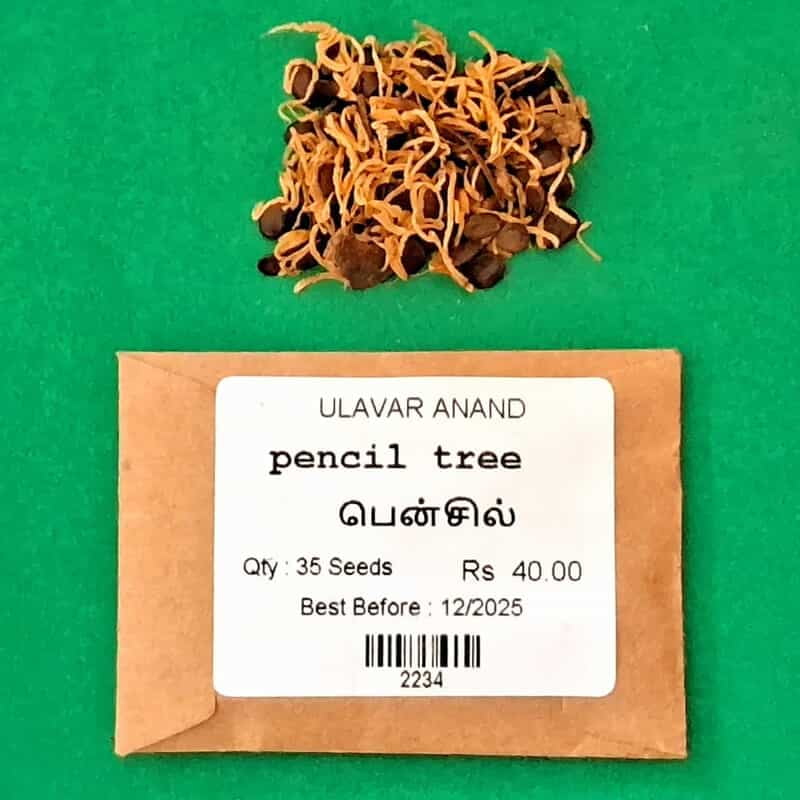 ULAVAR ANAND
pencil tree
பென்சில்
Qty : 35 Seeds Rs 40.00
Best Before : 12/2025
2234